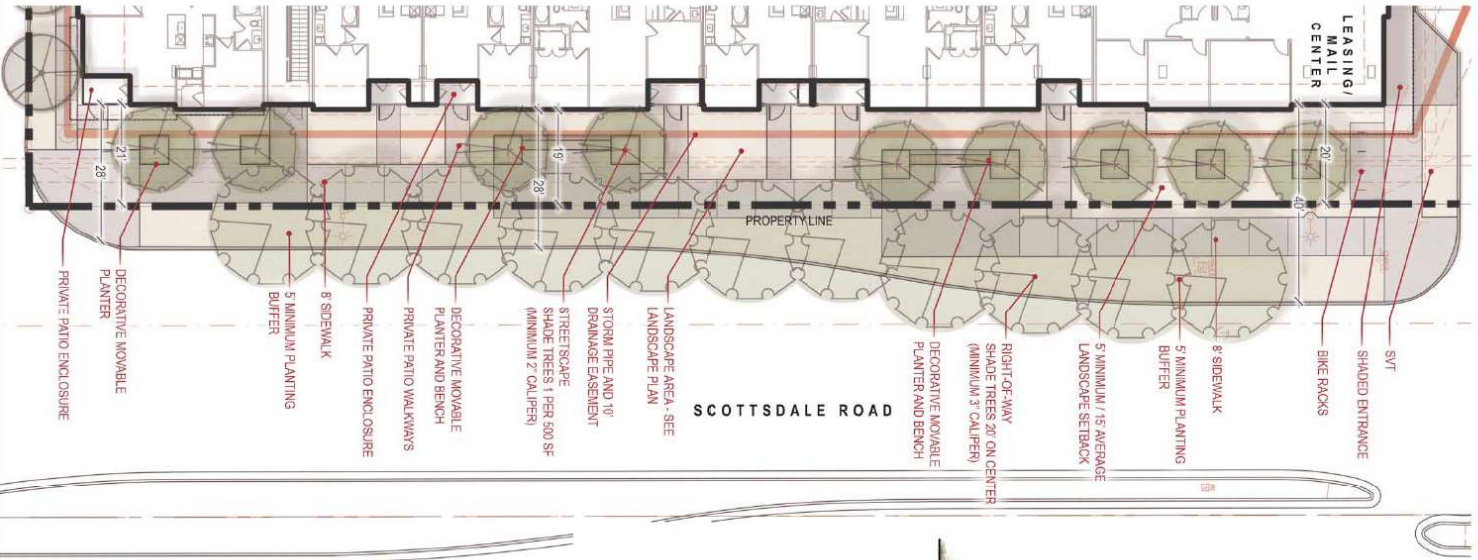 LEASING/
MAIL
CENTER
21'
28'
19'
28'
20'
40'
PROPERTY LINE
PRIVATE PATIO ENCLOSURE
DECORATIVE MOVABLE
PLANTER
5' MINIMUM PLANTING
BUFFER
8' SIDEWALK
PRIVATE PATIO ENCLOSURE
PRIVATE PATIO WALKWAYS
DECORATIVE MOVABLE
PLANTER AND BENCH
STREETSCAPE
SHADE TREES 1 PER 500 SF
(MINIMUM 2" CALIPER)
STORM PIPE AND 10'
DRAINAGE EASEMENT
LANDSCAPE AREA - SEE
LANDSCAPE PLAN
SCOTTSDALE ROAD
DECORATIVE MOVABLE
PLANTER AND BENCH
RIGHT-OF-WAY
SHADE TREES 20' ON CENTER
(MINIMUM 3" CALIPER)
5' MINIMUM / 15' AVERAGE
LANDSCAPE SETBACK
5' MINIMUM PLANTING
BUFFER
8' SIDEWALK
BIKE RACKS
SHADED ENTRANCE
SVT